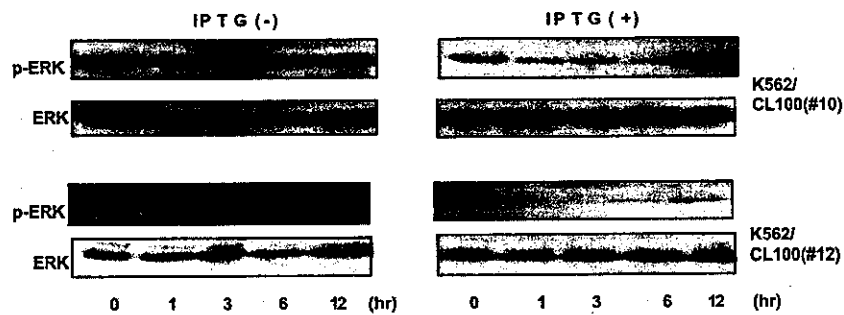 IPTG (-) IPTG (+)
p-ERK
K562/
CL100(#10)
ERK
p-ERK
K562/
CL100(#12)
ERK
0 1 3 6 12 (hr) 0 1 3 6 12 (hr)